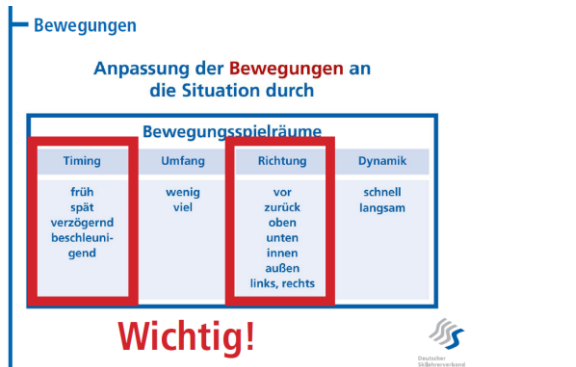 Bewegungen
Anpassung der Bewegungen an
die Situation durch
Bewegungsspielräume
Timing
früh
spät
verzögernd
beschleuni-
gend
Umfang
wenig
viel
Richtung
vor
zurück
oben
unten
innen
außen
links, rechts
Dynamik
schnell
langsam
Wichtig!
Deutscher
Skilehrerverband